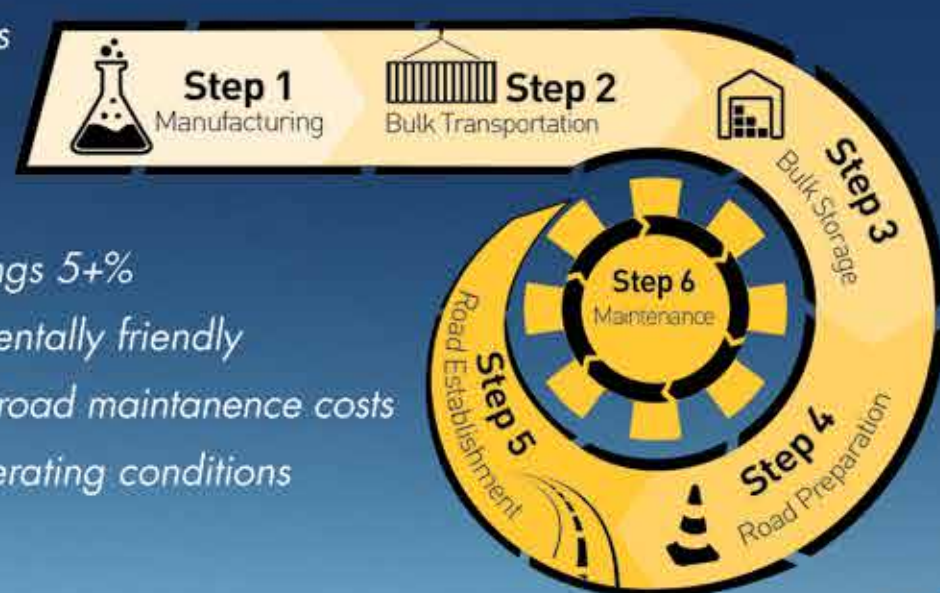 s
ngs 5+%
entally friendly
road maintanence costs
erating conditions
Step 1
Manufacturing
Step 2
Bulk Transportation
Step 3
Bulk Storage
Step 4
Road Preparation
Step 5
Road Establishment
Step 6
Maintenance